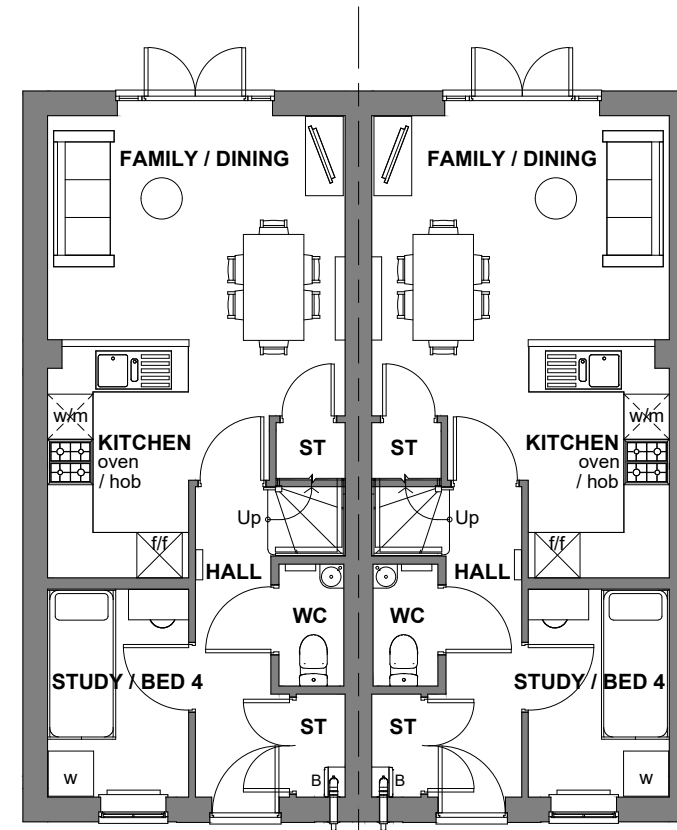 FAMILY / DINING
FAMILY / DINING
w/m
w/m
KITCHEN
oven
/ hob
ST
ST
KITCHEN
oven
/ hob
Up
Up
f/f
f/f
HALL
HALL
WC
WC
STUDY / BED 4
STUDY / BED 4
ST
ST
W
B
B
W